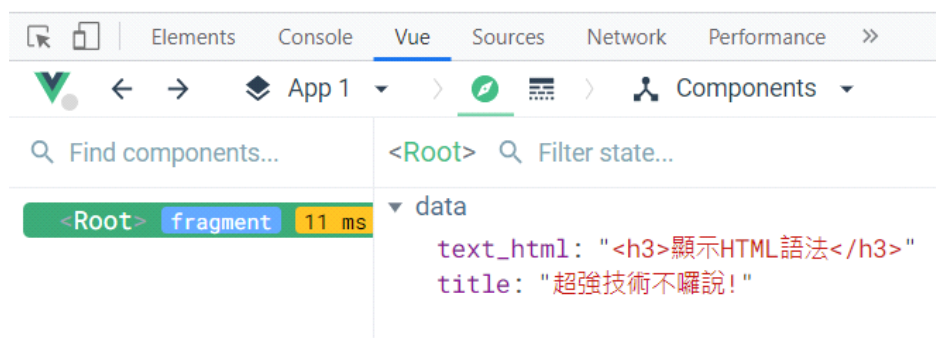 Elements Console Vue Sources Network Performance »
App 1 Components
Find components... <Root> Filter state...
<Root> fragment 11 ms
data
text_html: "<h3>顯示HTML語法</h3>"
title: "超強技術不囉說!"